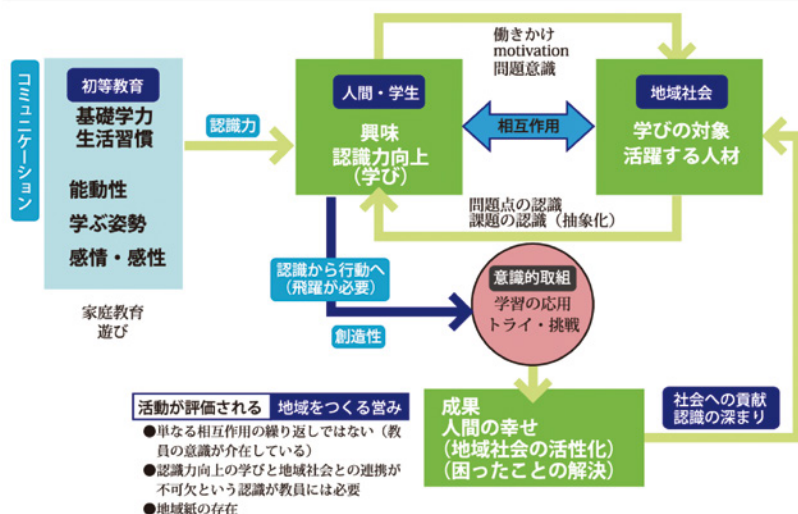 コミュニケーション
初等教育
基礎学力
生活習慣
能動性
学ぶ姿勢
感情・感性
家庭教育
遊び
認識力
人間・学生
興味
認識力向上
（学び）
働きかけ
motivation
問題意識
相互作用
地域社会
学びの対象
活躍する人材
問題点の認識
課題の認識（抽象化）
認識から行動へ
（飛躍が必要）
創造性
意識的取組
学習の応用
トライ・挑戦
成果
人間の幸せ
（地域社会の活性化）
（困ったことの解決）
社会への貢献
認識の深まり
活動が評価される 地域をつくる営み
●単なる相互作用の繰り返しではない（教
員の意識が介在している）
●認識力向上の学びと地域社会との連携が
不可欠という認識が教員には必要
●地域紙の存在